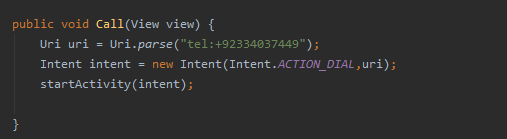 public void Call(View view) {
Uri uri = Uri.parse("tel:+92334037449");
Intent intent = new Intent(Intent.ACTION_DIAL,uri);
startActivity(intent);
}